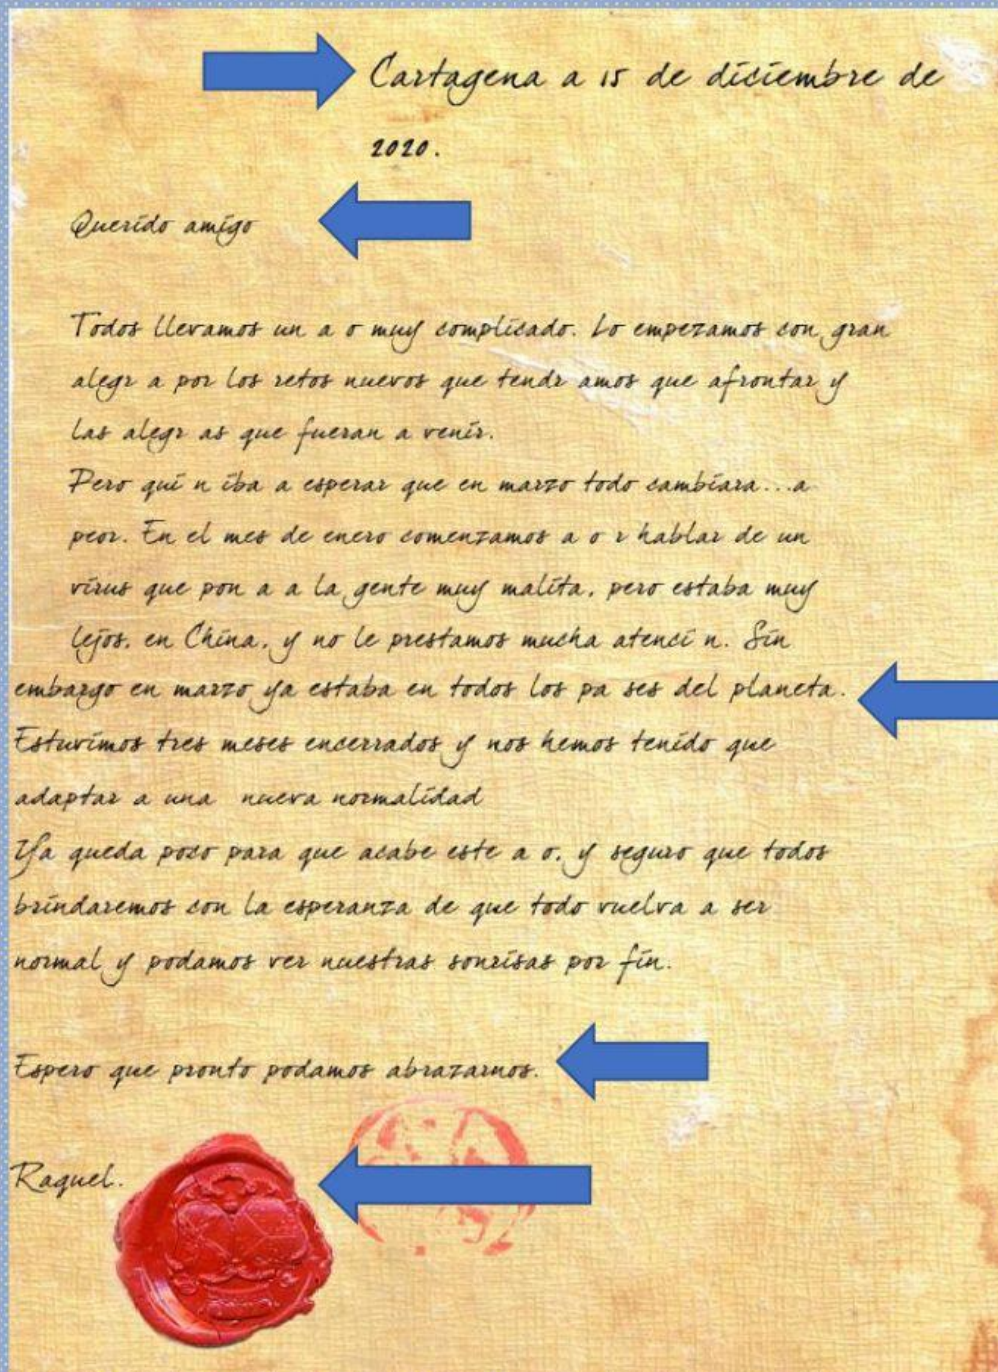 Cartagena a 15 de diciembre de
2020.
Querido amigo
Todos llevamos un a o muy complicado. Lo empezamos con gran
alegr a por los retos nuevos que tendr amos que afrontar y
las alegr as que fueran a venir.
Pero qui n iba a esperar que en marzo todo cambiara...a
peor. En el mes de enero comenzamos a o r hablar de un
virus que pon a a la gente muy malita, pero estaba muy
lejos, en China, y no le prestamos mucha atenci n. Sin
embargo en marzo ya estaba en todos los pa ses del planeta.
Estuvimos tres meses encerrados y nos hemos tenido que
adaptar a una nueva normalidad
Ya queda poco para que acabe este a o, y seguro que todos
brindaremos con la esperanza de que todo vuelva a ser
normal y podamos ver nuestras sonrisas por fin.
Espero que pronto podamos abrazarnos.
Raquel.